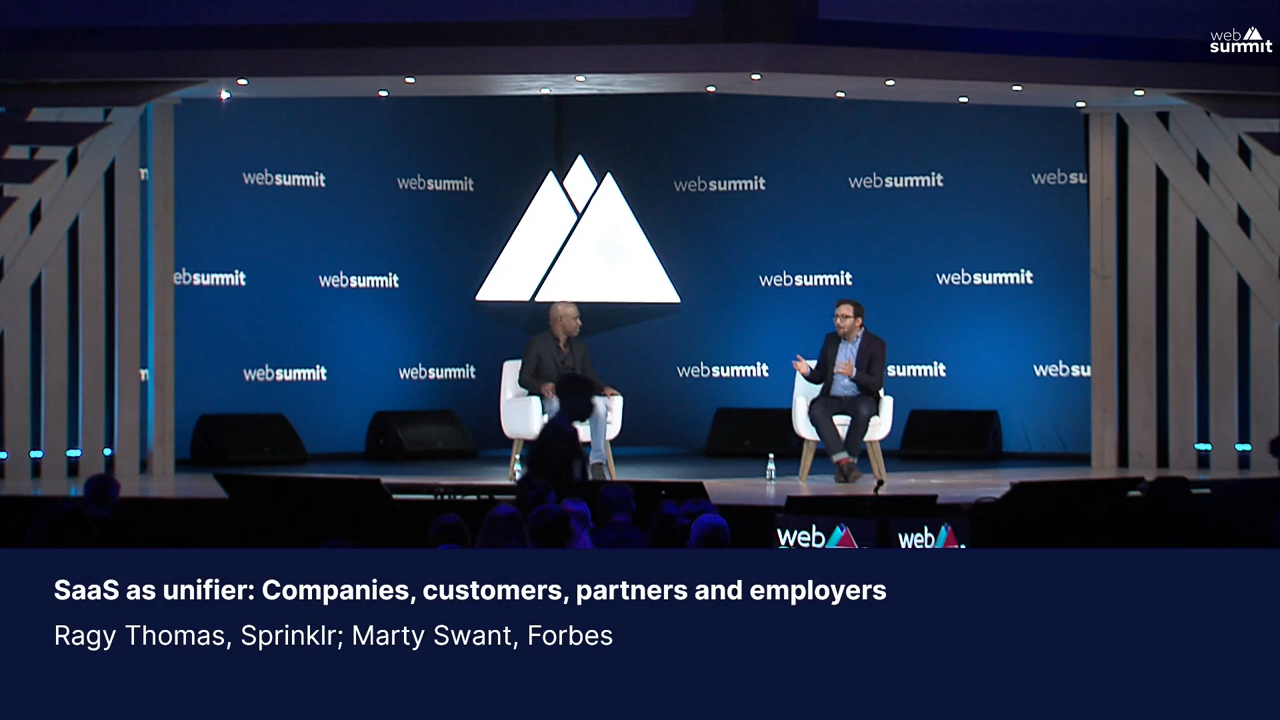 web
summit
websummit
websummit
websummit
websummit
websu
ebsummit
websummit
websummit
websummit
websummit
websummit
websummit
summit
websu
web
web
SaaS as unifier: Companies, customers, partners and employers
Ragy Thomas, Sprinklr; Marty Swant, Forbes